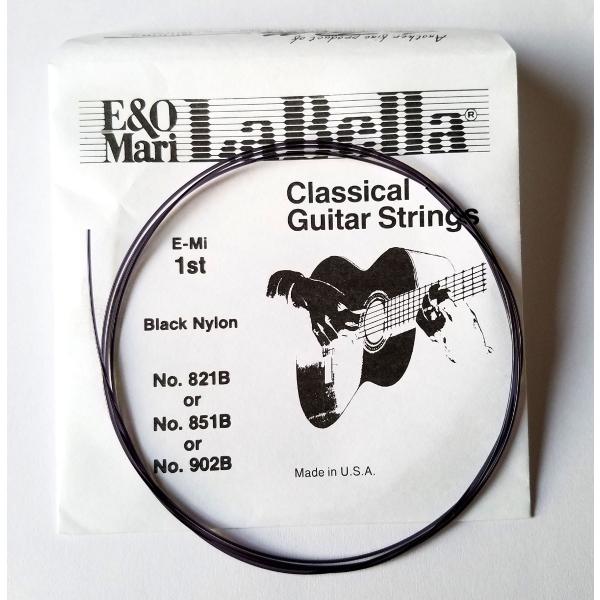 Another fine product of
E&O
Mari
LaBella®
Classical
Guitar Strings
E-Mi
1st
Black Nylon
No. 821B
or
No. 851B
or
No. 902B
Made in U.S.A.